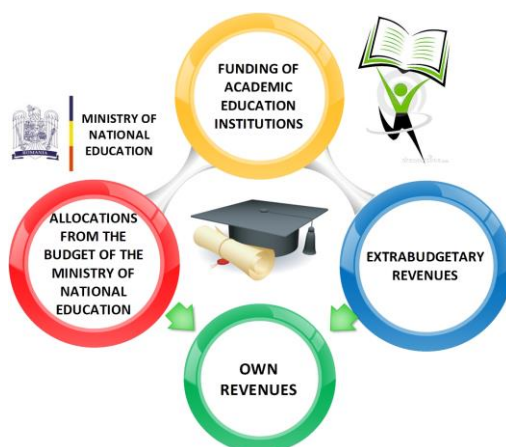 FUNDING OF
ACADEMIC
EDUCATION
INSTITUTIONS
MINISTRY OF
NATIONAL
EDUCATION
ROMANIA
ALLOCATIONS
FROM THE
BUDGET OF THE
MINISTRY OF
NATIONAL
EDUCATION
EXTRABUDGETARY
REVENUES
OWN
REVENUES